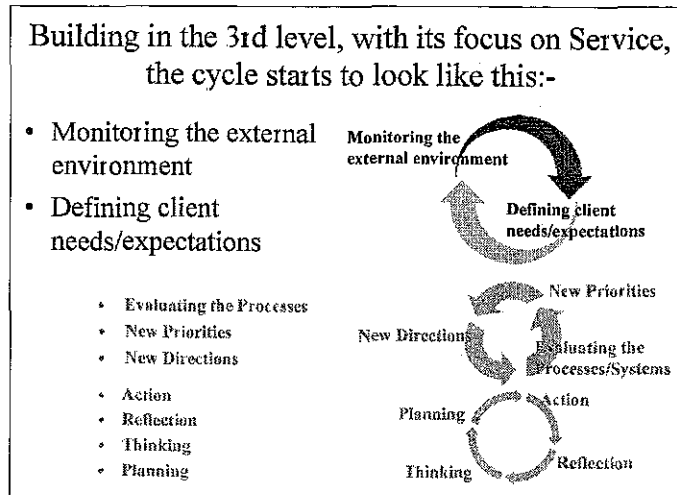 Building in the 3rd level, with its focus on Service,
the cycle starts to look like this:-
• Monitoring the external
environment
• Defining client
needs/expectations
• Evaluating the Processes
• New Priorities
• New Directions
• Action
• Reflection
• Thinking
• Planning
Monitoring the
external environment
Defining client
needs/expectations
New Priorities
New Directions
Evaluating the
Processes/Systems
Action
Planning
Reflection
Thinking